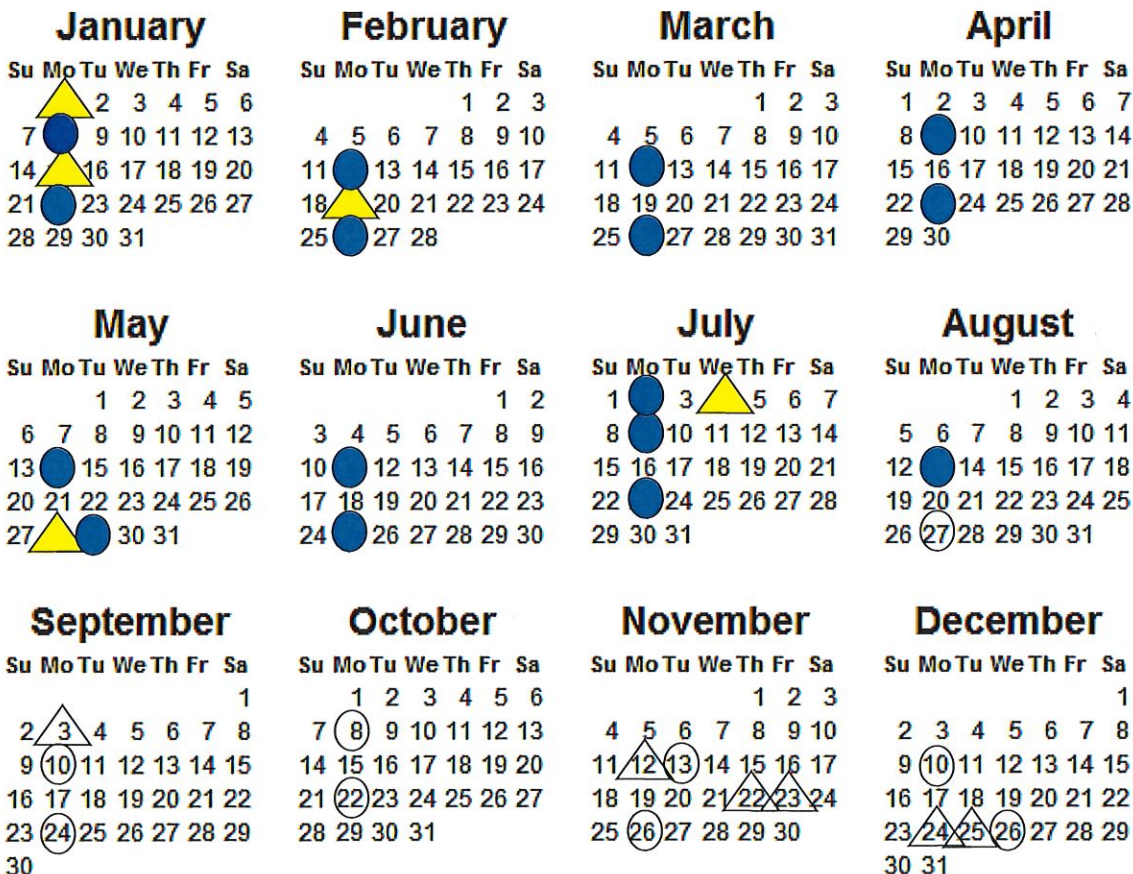 January February March April
Su Mo Tu We Th Fr Sa Su Mo Tu We Th Fr Sa Su Mo Tu We Th Fr Sa Su Mo Tu We Th Fr Sa
2 3 4 5 6 1 2 3 1 2 3 1 2 3 4 5 6 7
7 9 10 11 12 13 4 5 6 7 8 9 10 4 5 6 7 8 9 10 8 10 11 12 13 14
14 16 17 18 19 20 11 13 14 15 16 17 11 13 14 15 16 17 15 16 17 18 19 20 21
21 23 24 25 26 27 18 20 21 22 23 24 18 19 20 21 22 23 24 22 24 25 26 27 28
28 29 30 31 25 27 28 25 27 28 29 30 31 29 30
May June July August
Su Mo Tu We Th Fr Sa Su Mo Tu We Th Fr Sa Su Mo Tu We Th Fr Sa Su Mo Tu We Th Fr Sa
1 2 3 4 5 1 2 1 3 5 6 7 1 2 3 4
6 7 8 9 10 11 12 3 4 5 6 7 8 9 8 10 11 12 13 14 5 6 7 8 9 10 11
13 15 16 17 18 19 10 12 13 14 15 16 15 16 17 18 19 20 21 12 14 15 16 17 18
20 21 22 23 24 25 26 17 18 19 20 21 22 23 22 24 25 26 27 28 19 20 21 22 23 24 25
27 30 31 24 26 27 28 29 30 29 30 31 26 27 28 29 30 31
September October November December
Su Mo Tu We Th Fr Sa Su Mo Tu We Th Fr Sa Su Mo Tu We Th Fr Sa Su Mo Tu We Th Fr Sa
1 1 2 3 4 5 6 1 2 3 1
2 3 4 5 6 7 8 7 8 9 10 11 12 13 4 5 6 7 8 9 10 2 3 4 5 6 7 8
9 10 11 12 13 14 15 14 15 16 17 18 19 20 11 12 13 14 15 16 17 9 10 11 12 13 14 15
16 17 18 19 20 21 22 21 22 23 24 25 26 27 18 19 20 21 22 23 24 16 17 18 19 20 21 22
23 24 25 26 27 28 29 28 29 30 31 25 26 27 28 29 30 23 24 25 26 27 28 29
30 30 31